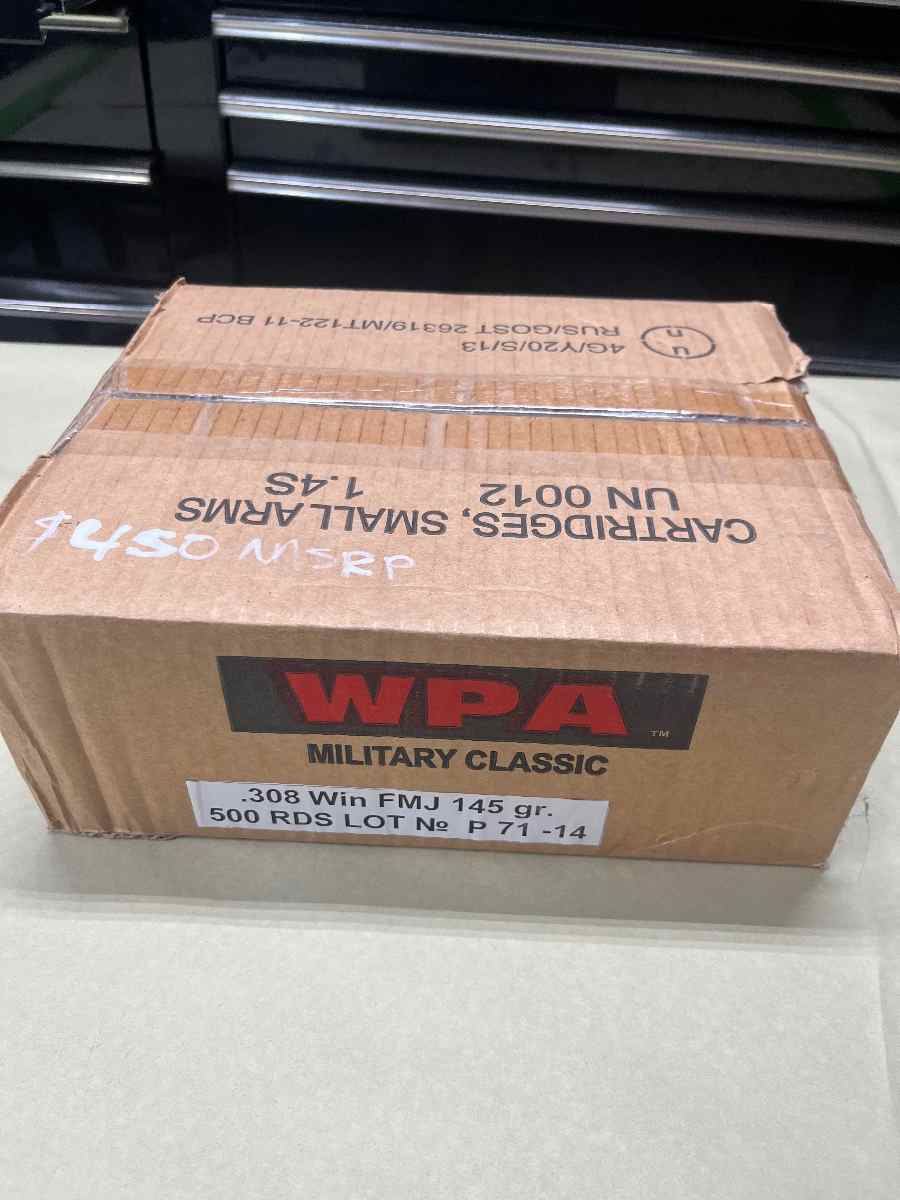 4G/Y20/S/13
RUS/GOST 26319/MT122-11 BCP
u
n
CARTRIDGES, SMALL ARMS
UN 0012 1.4S
$450 MSRP
WPA
TM
MILITARY CLASSIC
.308 Win FMJ 145 gr.
500 RDS LOT № P 71 -14